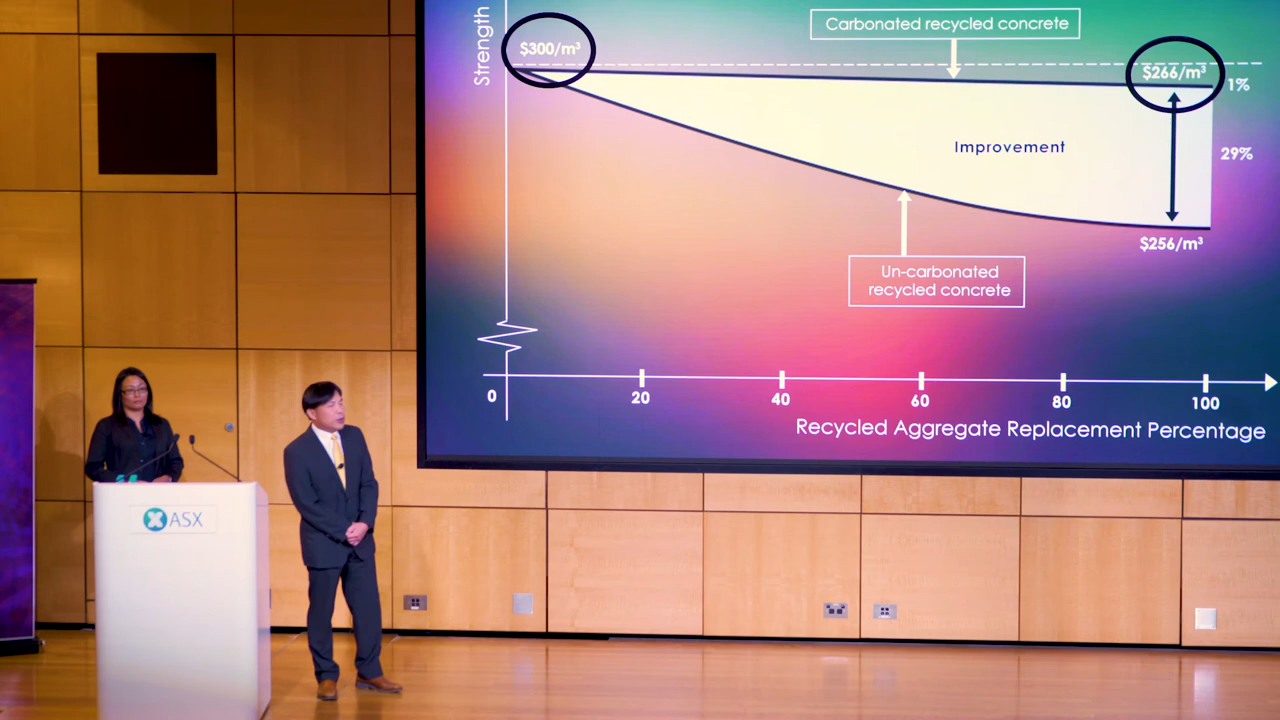 Strength
Carbonated recycled concrete
$300/m³
$266/m³
1%
Improvement
29%
$256/m³
Un-carbonated
recycled concrete
0
20
40
60
80
100
Recycled Aggregate Replacement Percentage
ASX